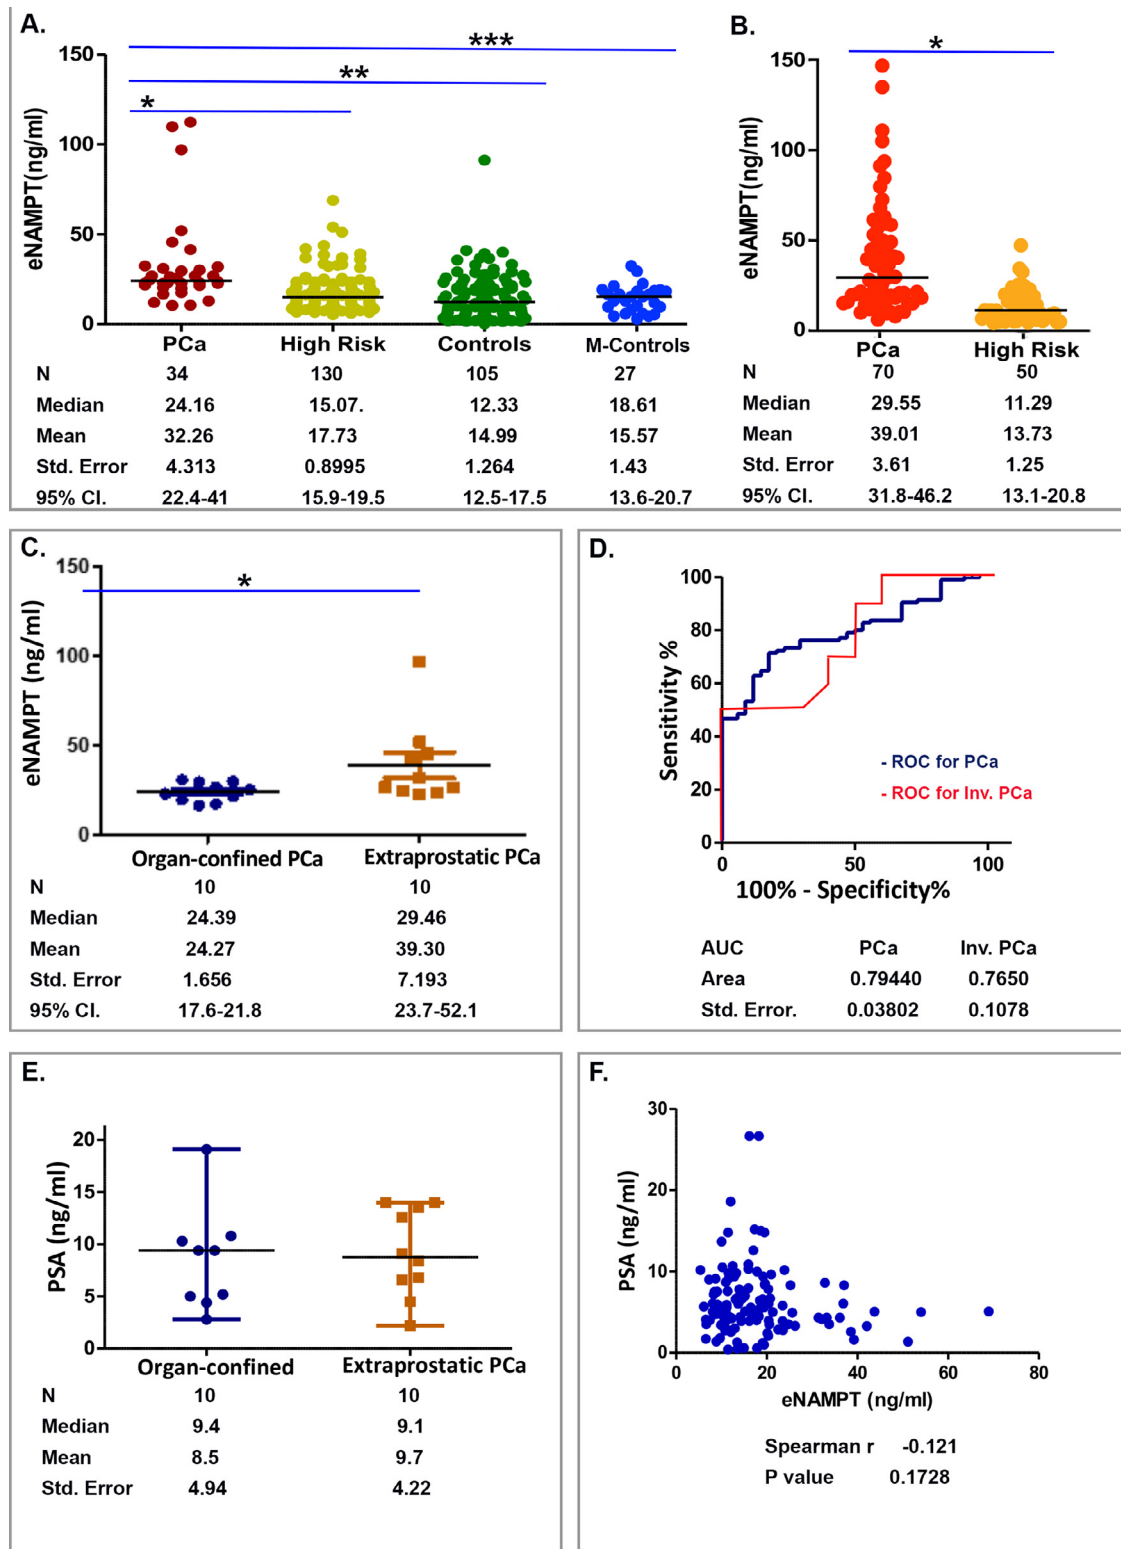 A.
***
**
*
150
100
50
0
eNAMPT(ng/ml)
PCa High Risk Controls M-Controls
N 34 130 105 27
Median 24.16 15.07. 12.33 18.61
Mean 32.26 17.73 14.99 15.57
Std. Error 4.313 0.8995 1.264 1.43
95% CI. 22.4-41 15.9-19.5 12.5-17.5 13.6-20.7
B.
*
150
100
50
0
eNAMPT(ng/ml)
PCa High Risk
N 70 50
Median 29.55 11.29
Mean 39.01 13.73
Std. Error 3.61 1.25
95% CI. 31.8-46.2 13.1-20.8
C.
*
150
100
50
0
eNAMPT (ng/ml)
Organ-confined PCa Extraprostatic PCa
N 10 10
Median 24.39 29.46
Mean 24.27 39.30
Std. Error 1.656 7.193
95% CI. 17.6-21.8 23.7-52.1
D.
100
80
60
40
20
0
Sensitivity %
- ROC for PCa
- ROC for Inv. PCa
0 50 100
100% - Specificity%
AUC PCa Inv. PCa
Area 0.79440 0.7650
Std. Error. 0.03802 0.1078
E.
20
15
10
5
0
PSA (ng/ml)
Organ-confined Extraprostatic PCa
N 10 10
Median 9.4 9.1
Mean 8.5 9.7
Std. Error 4.94 4.22
F.
30
20
10
0
PSA (ng/ml)
0 20 40 60 80
eNAMPT (ng/ml)
Spearman r -0.121
P value 0.1728